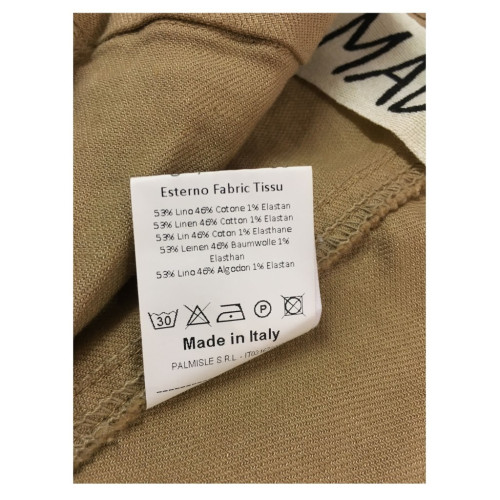 MAD
Esterno Fabric Tissu
53% Lino 46% Cotone 1% Elastan
53% Linen 46% Cotton 1% Elastan
53% Lin 46% Coton 1% Elasthane
53% Leinen 46% Baumwolle 1%
Elasthan
53% Lino 46% Algodon 1% Elastan
30 P
Made in Italy
PALMISLE S.R.L -